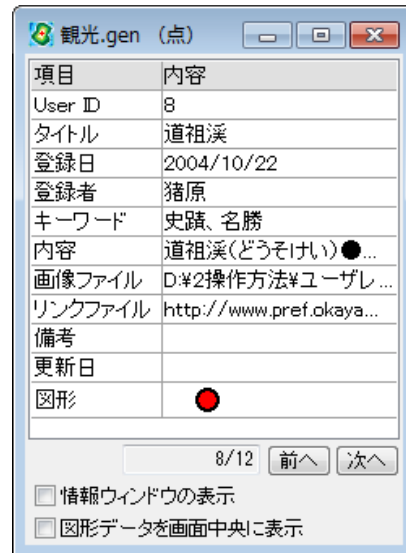 観光.gen （点）
項目 内容
User ID 8
タイトル 道祖渓
登録日 2004/10/22
登録者 猪原
キーワード 史蹟、名勝
内容 道祖渓(どうそけい)●...
画像ファイル D:¥2操作方法¥ユーザレ...
リンクファイル http://www.pref.okaya...
備考
更新日
図形
8/12 前へ 次へ
情報ウィンドウの表示
図形データを画面中央に表示